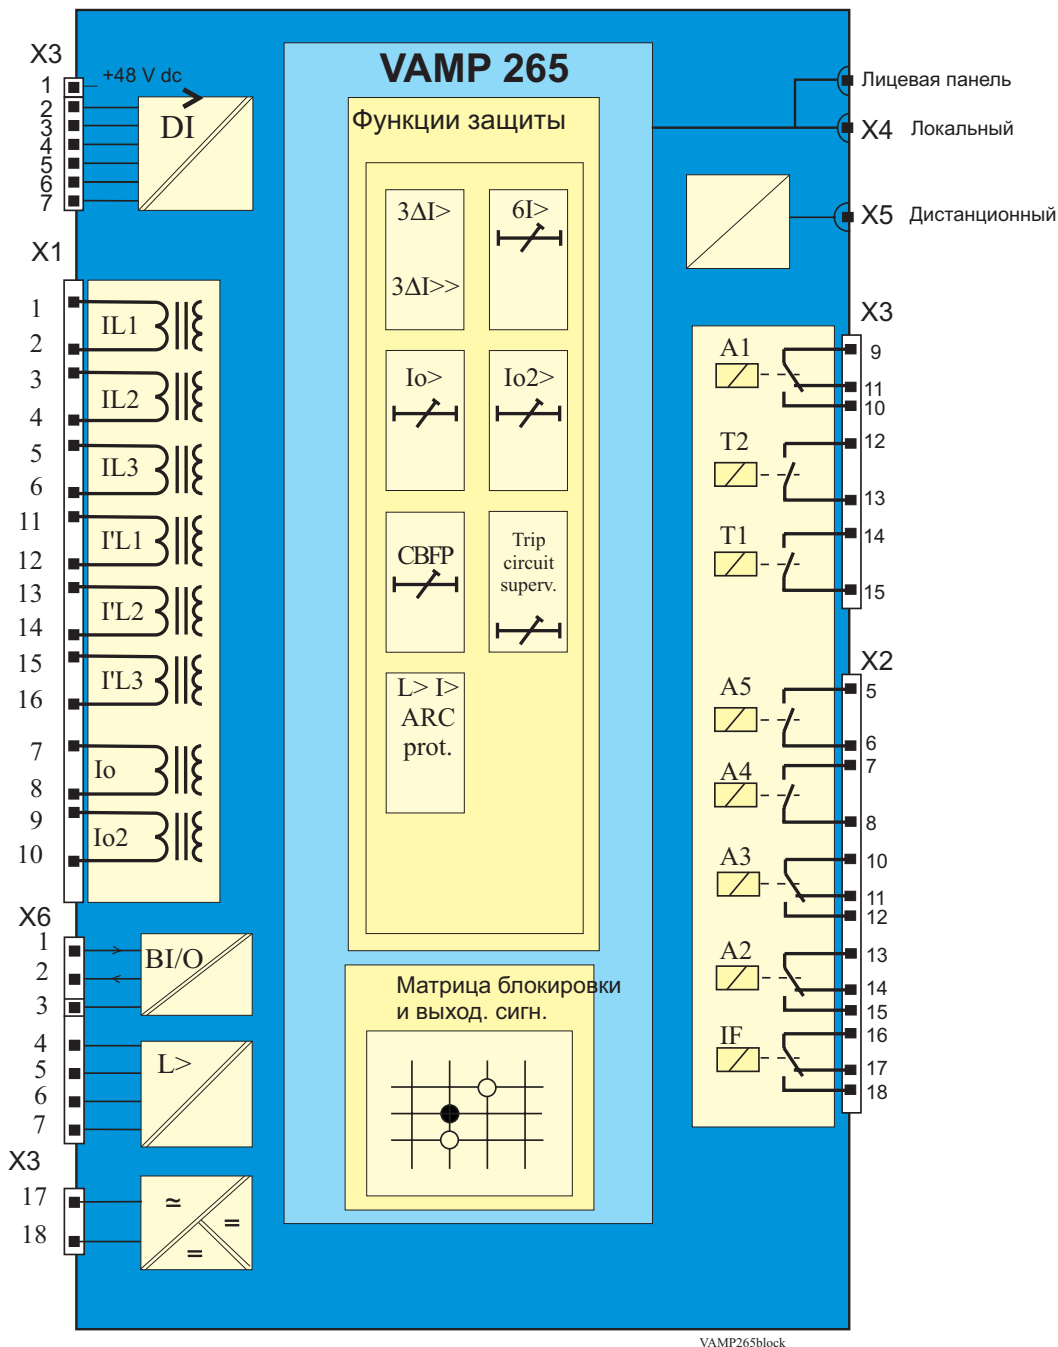 VAMP 265
X3
1
+48 V dc
2
3
4
5
6
7
DI
X1
1
2
IL1
3
4
IL2
5
6
IL3
11
12
I'L1
13
14
I'L2
15
16
I'L3
7
8
Io
9
10
Io2
X6
1
2
3
BI/O
4
5
6
7
L>
X3
17
18
≃
=
=
Функции защиты
3ΔI>
3ΔI>>
6I>
Io>
Io2>
CBFP
Trip
circuit
superv.
L> I>
ARC
prot.
Матрица блокировки
и выход. сигн.
Лицевая панель
X4 Локальный
X5 Дистанционный
X3
A1
9
11
10
T2
12
13
T1
14
15
X2
A5
5
6
A4
7
8
A3
10
11
12
A2
13
14
15
IF
16
17
18
VAMP265block